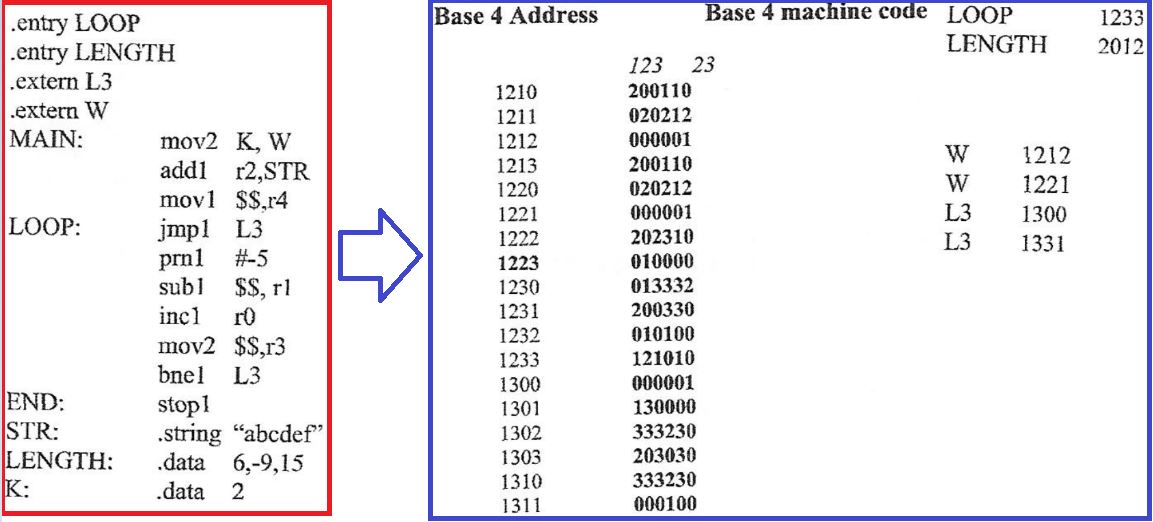 .entry LOOP
.entry LENGTH
.extern L3
.extern W
MAIN: mov2 K, W
add1 r2,STR
mov1 $$,r4
LOOP: jmp1 L3
prn1 #-5
sub1 $$, r1
inc1 r0
mov2 $$,r3
bne1 L3
END: stop1
STR: .string “abcdef”
LENGTH: .data 6,-9,15
K: .data 2
Base 4 Address Base 4 machine code
123 23
1210 200110
1211 020212
1212 000001
1213 200110
1220 020212
1221 000001
1222 202310
1223 010000
1230 013332
1231 200330
1232 010100
1233 121010
1300 000001
1301 130000
1302 333230
1303 203030
1310 333230
1311 000100
LOOP 1233
LENGTH 2012
W 1212
W 1221
L3 1300
L3 1331